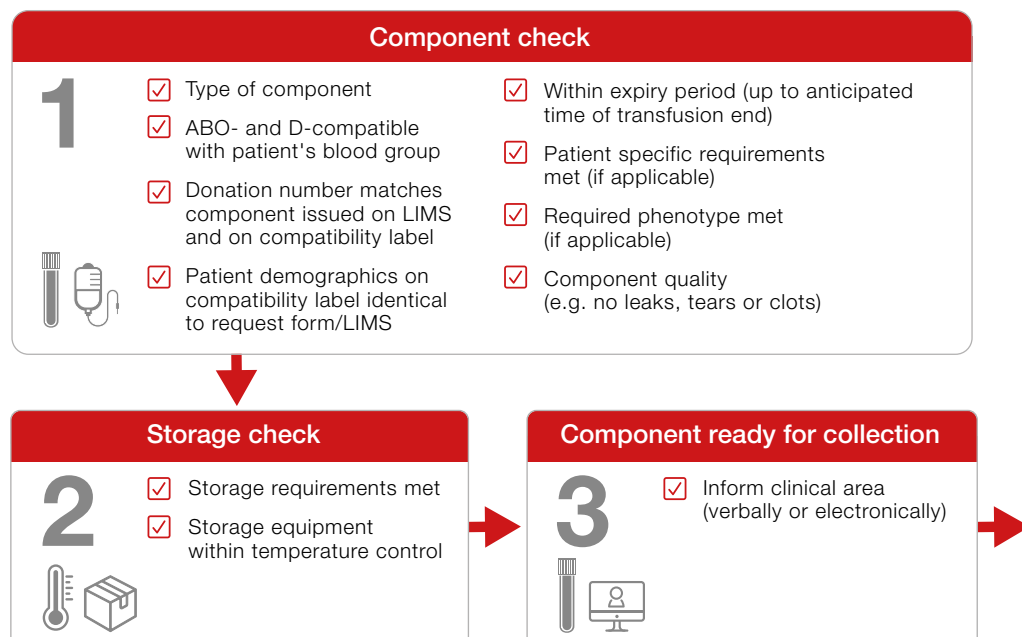 Component check
1
Type of component
ABO- and D-compatible
with patient's blood group
Donation number matches
component issued on LIMS
and on compatibility label
Patient demographics on
compatibility label identical
to request form/LIMS
Within expiry period (up to anticipated
time of transfusion end)
Patient specific requirements
met (if applicable)
Required phenotype met
(if applicable)
Component quality
(e.g. no leaks, tears or clots)
Storage check
2
Storage requirements met
Storage equipment
within temperature control
Component ready for collection
3
Inform clinical area
(verbally or electronically)